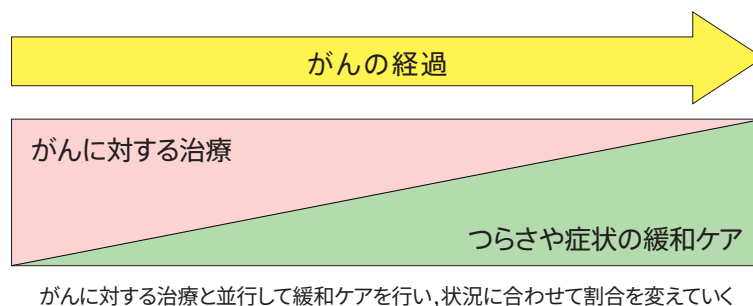 がんの経過
がんに対する治療
つらさや症状の緩和ケア
がんに対する治療と並行して緩和ケアを行い,状況に合わせて割合を変えていく